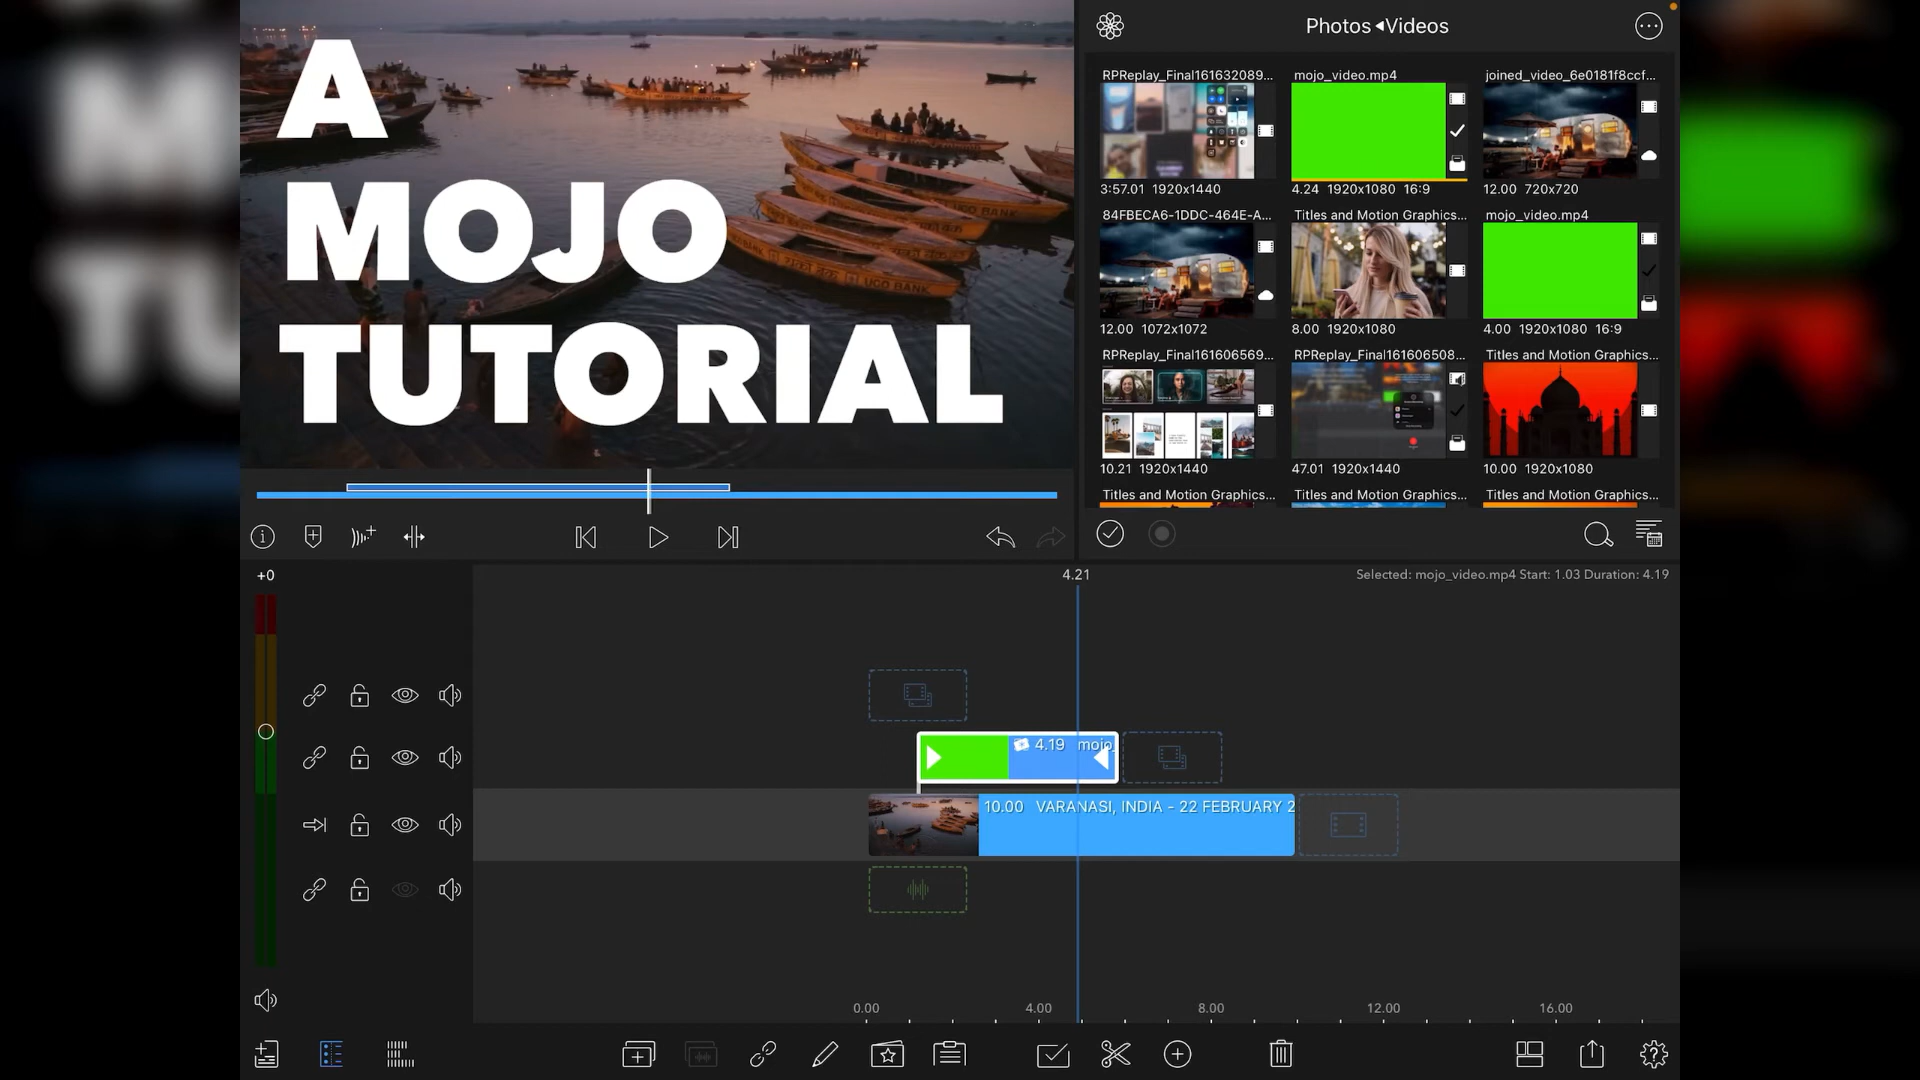 A
MOJO
TUTORIAL
Photos Videos
RPReplay_Final161632089...
mojo_video.mp4
joined_video_6e0181f8ccf...
3:57.01 1920x1440
4.24 1920x1080 16:9
12.00 720x720
84FBECA6-1DDC-464E-A...
Titles and Motion Graphics...
mojo_video.mp4
12.00 1072x1072
8.00 1920x1080
4.00 1920x1080 16:9
RPReplay_Final161606569...
RPReplay_Final161606508...
Titles and Motion Graphics...
10.21 1920x1440
47.01 1920x1440
10.00 1920x1080
Titles and Motion Graphics...
Titles and Motion Graphics...
Titles and Motion Graphics...
UCO BANK
UCO BANK
+0
4.21
Selected: mojo_video.mp4 Start: 1.03 Duration: 4.19
4.19 mojo_
10.00 VARANASI, INDIA - 22 FEBRUARY 2
0.00
4.00
8.00
12.00
16.00